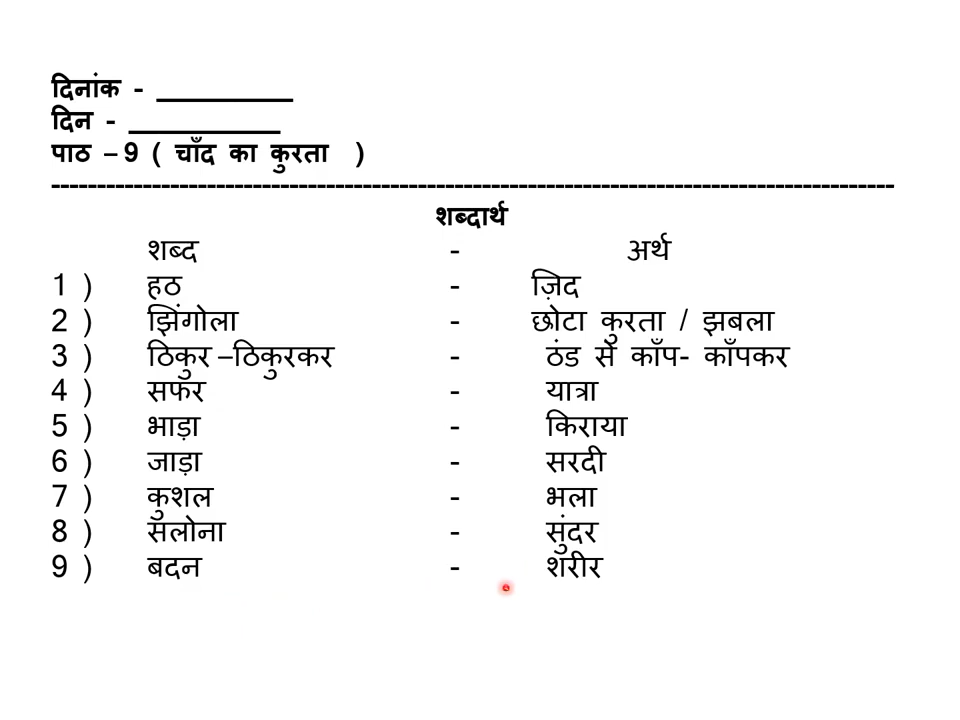 दिनांक - __________
दिन - ___________
पाठ – 9 ( चाँद का कुरता )
--------------------------------------------------------------------------------------------
शब्दार्थ
शब्द - अर्थ
1 ) हठ - ज़िद
2 ) झिंगोला - छोटा कुरता / झबला
3 ) ठिकुर –ठिकुरकर - ठंड से काँप- काँपकर
4 ) सफर - यात्रा
5 ) भाड़ा - किराया
6 ) जाड़ा - सरदी
7 ) कुशल - भला
8 ) सलोना - सुंदर
9 ) बदन - शरीर